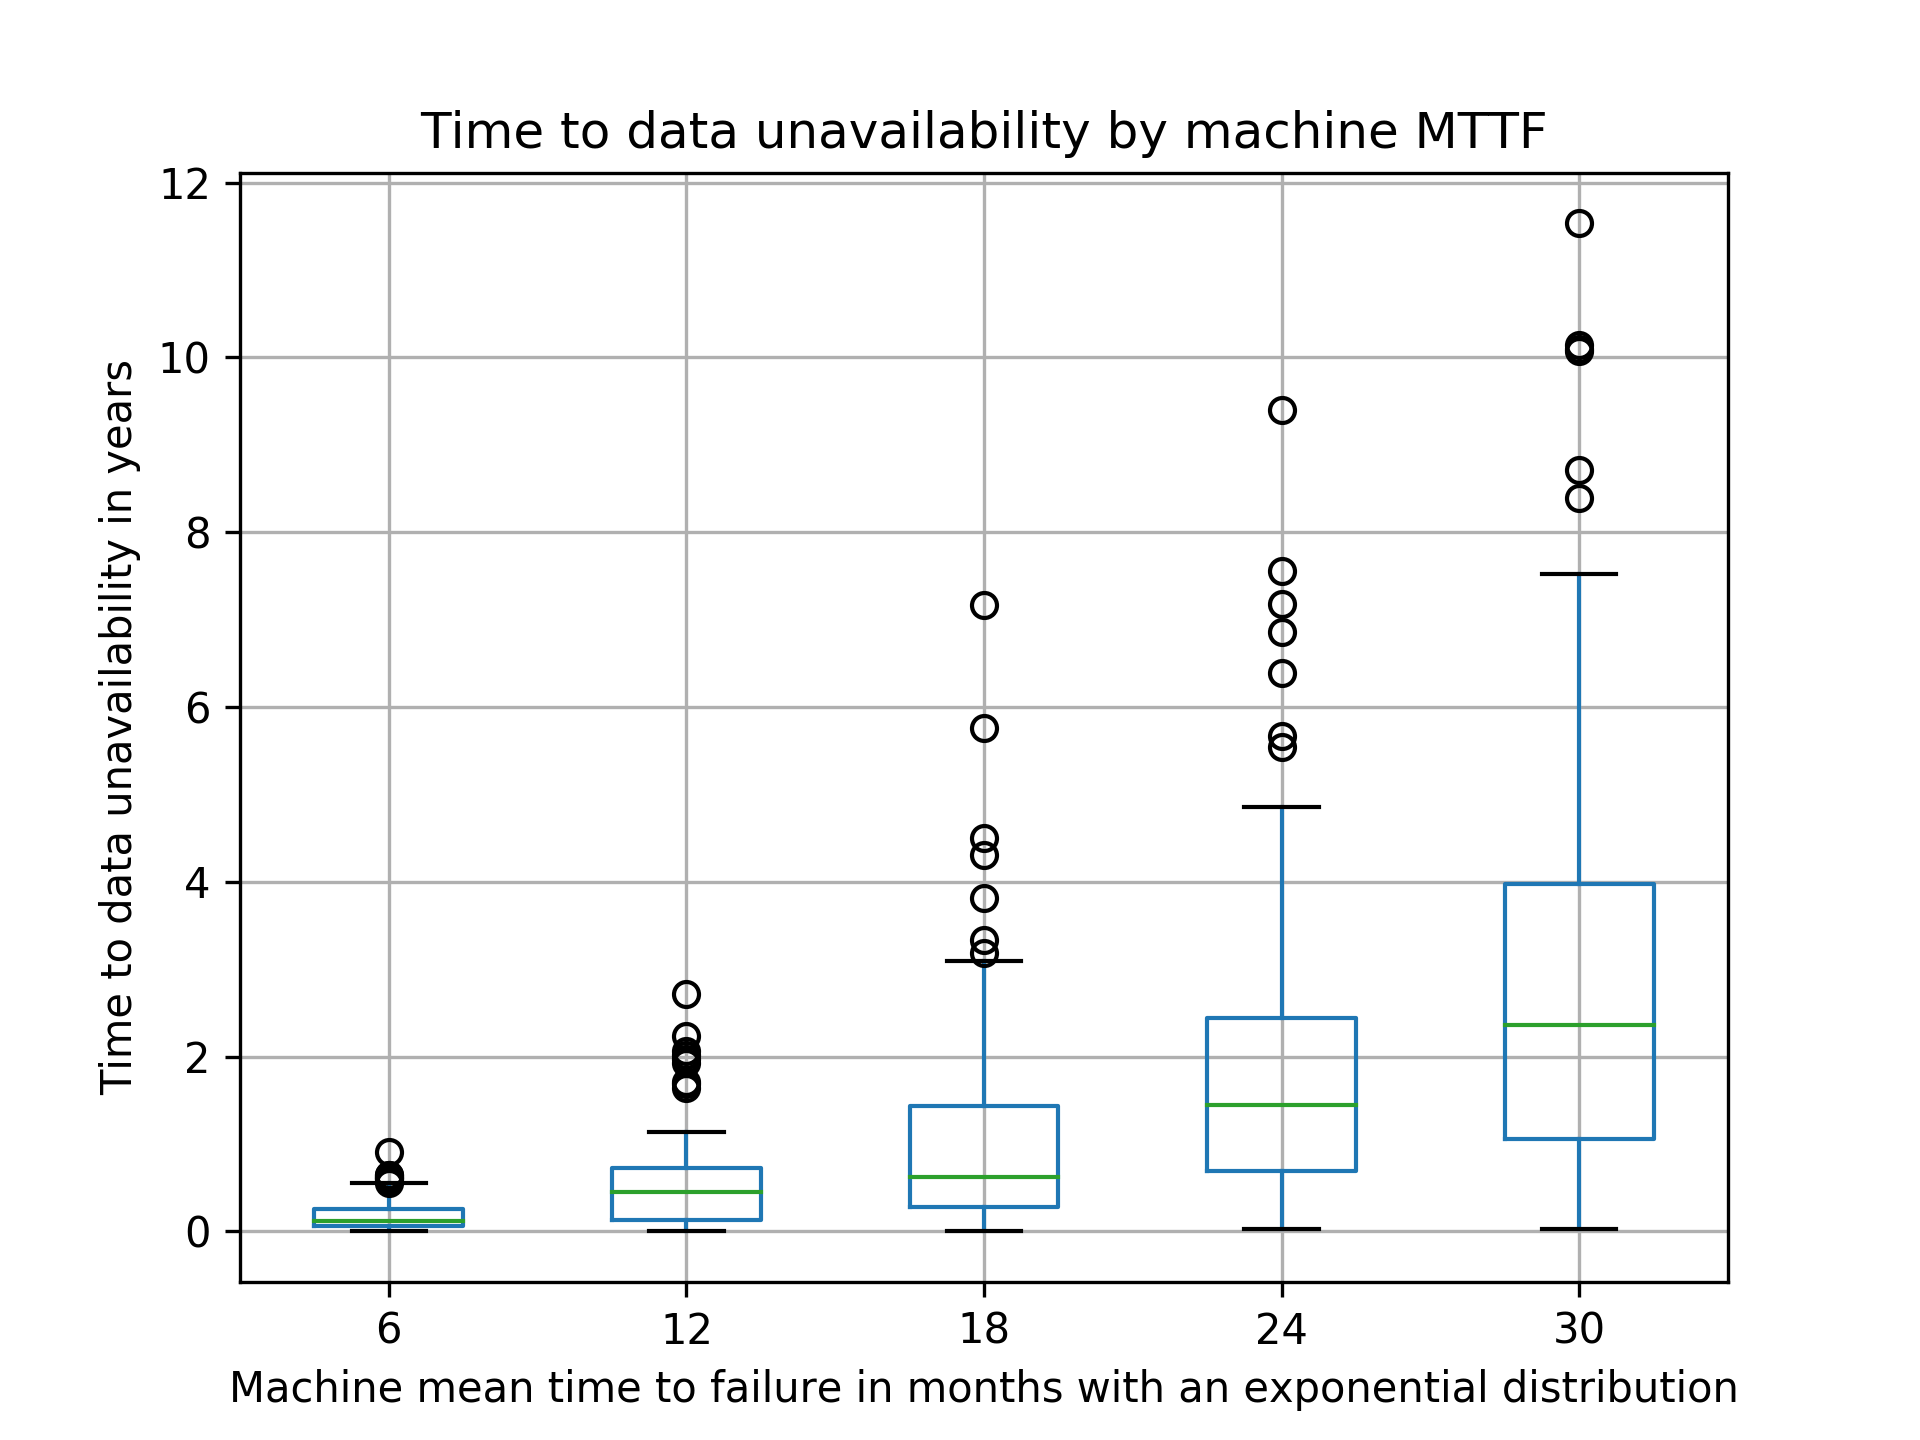 Time to data unavailability by machine MTTF
12
10
8
6
4
2
0
Time to data unavailability in years
6 12 18 24 30
Machine mean time to failure in months with an exponential distribution